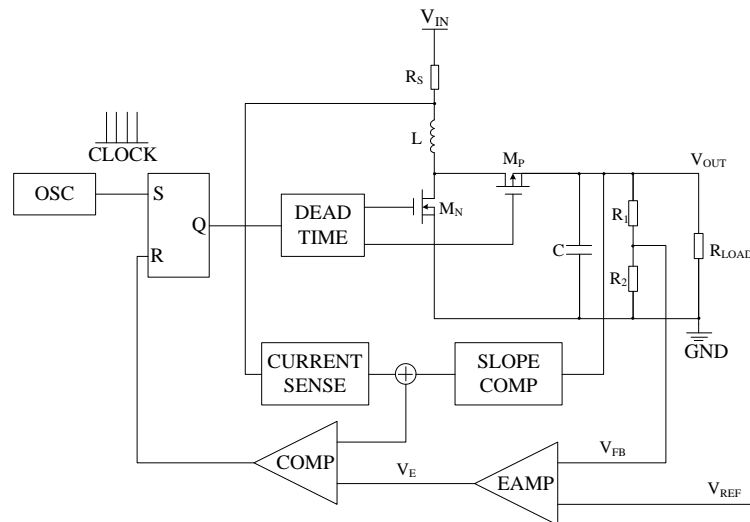 V_IN
R_S
CLOCK
L
M_P
V_OUT
OSC
S
Q
R
DEAD
TIME
M_N
C
R_1
R_2
R_LOAD
GND
CURRENT
SENSE
SLOPE
COMP
COMP
V_E
EAMP
V_FB
V_REF